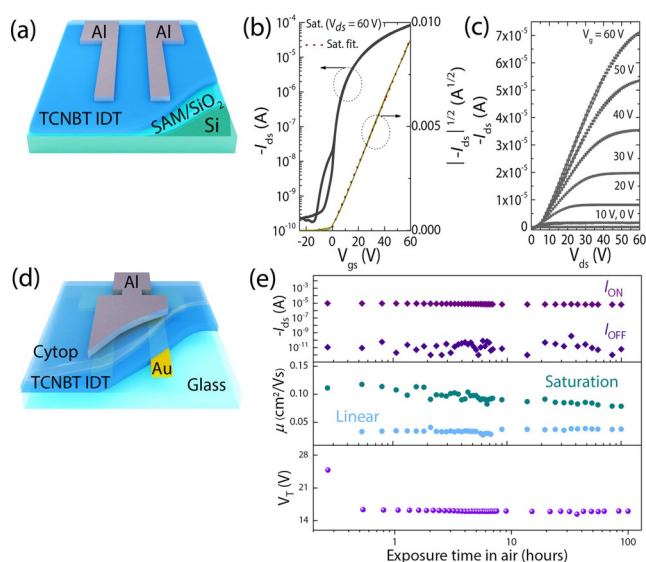 (a)
Al
Al
TCNBT IDT
SAM/SiO2
Si
(b)
Sat. (Vds = 60 V)
Sat. fit.
10-4
10-5
10-6
10-7
10-8
10-9
10-10
-Ids (A)
0.010
0.005
0.000
|-Ids|1/2 (A1/2)
-20 0 20 40 60
Vgs (V)
(c)
Vg = 60 V
50 V
40 V
30 V
20 V
10 V, 0 V
7x10-5
6x10-5
5x10-5
4x10-5
3x10-5
2x10-5
1x10-5
0
-Ids (A)
0 10 20 30 40 50 60
Vds (V)
(d)
Al
Cytop
TCNBT IDT
Au
Glass
(e)
10-3
10-5
10-7
10-9
10-11
-Ids (A)
ION
IOFF
0.15
0.10
0.05
μ (cm2/Vs)
Saturation
Linear
28
21
14
VT (V)
1 10 100
Exposure time in air (hours)